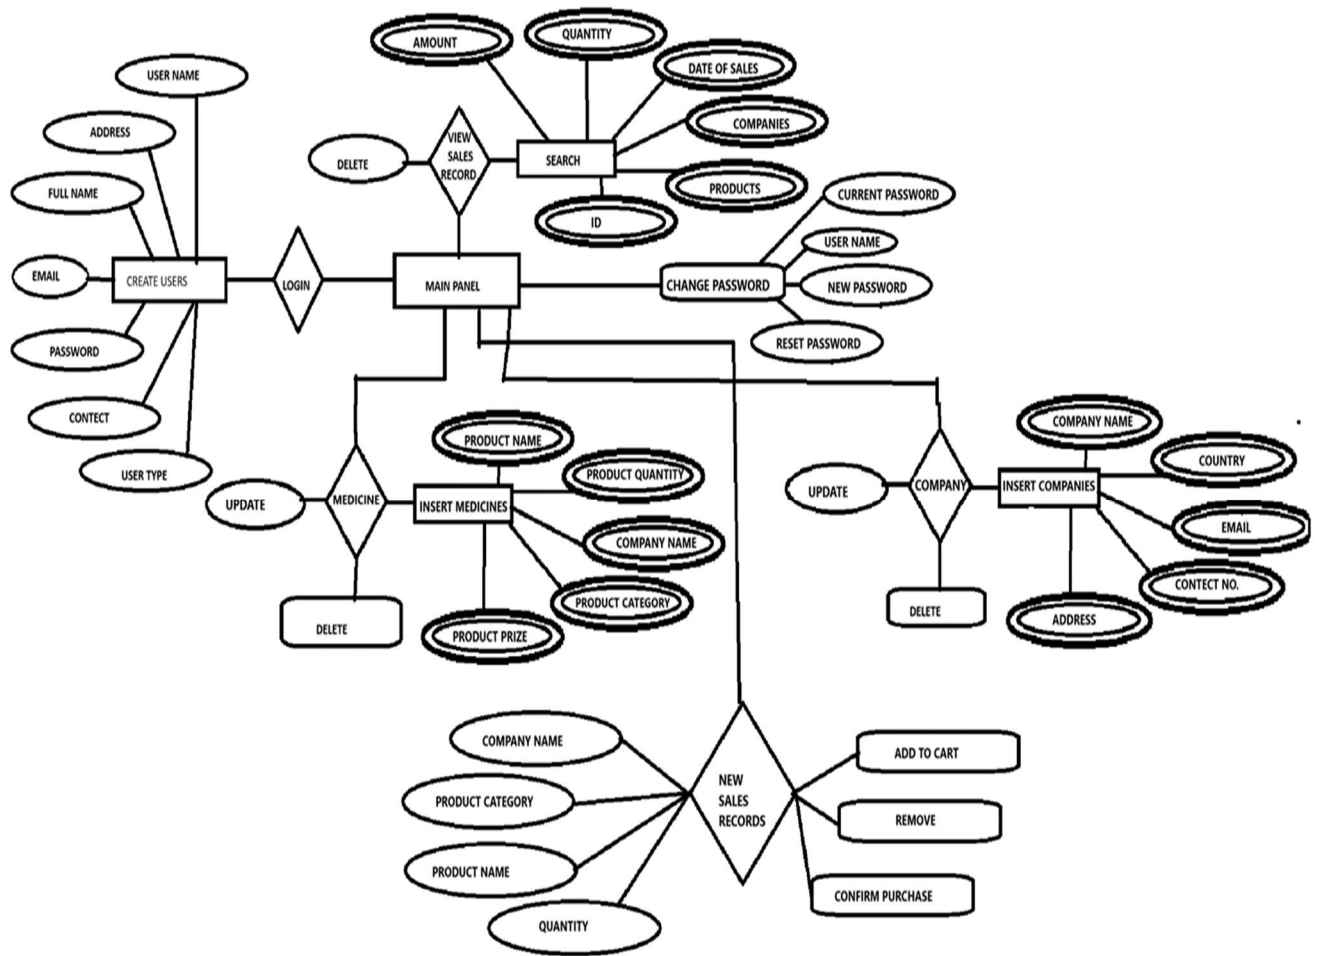 AMOUNT
QUANTITY
DATE OF SALES
COMPANIES
PRODUCTS
ID
SEARCH
VIEW
SALES
RECORD
DELETE
USER NAME
ADDRESS
FULL NAME
EMAIL
PASSWORD
CONTECT
USER TYPE
CREATE USERS
LOGIN
MAIN PANEL
CHANGE PASSWORD
CURRENT PASSWORD
USER NAME
NEW PASSWORD
RESET PASSWORD
UPDATE
MEDICINE
DELETE
INSERT MEDICINES
PRODUCT NAME
PRODUCT QUANTITY
COMPANY NAME
PRODUCT CATEGORY
PRODUCT PRIZE
UPDATE
COMPANY
DELETE
INSERT COMPANIES
COMPANY NAME
COUNTRY
EMAIL
CONTECT NO.
ADDRESS
COMPANY NAME
PRODUCT CATEGORY
PRODUCT NAME
QUANTITY
NEW
SALES
RECORDS
ADD TO CART
REMOVE
CONFIRM PURCHASE